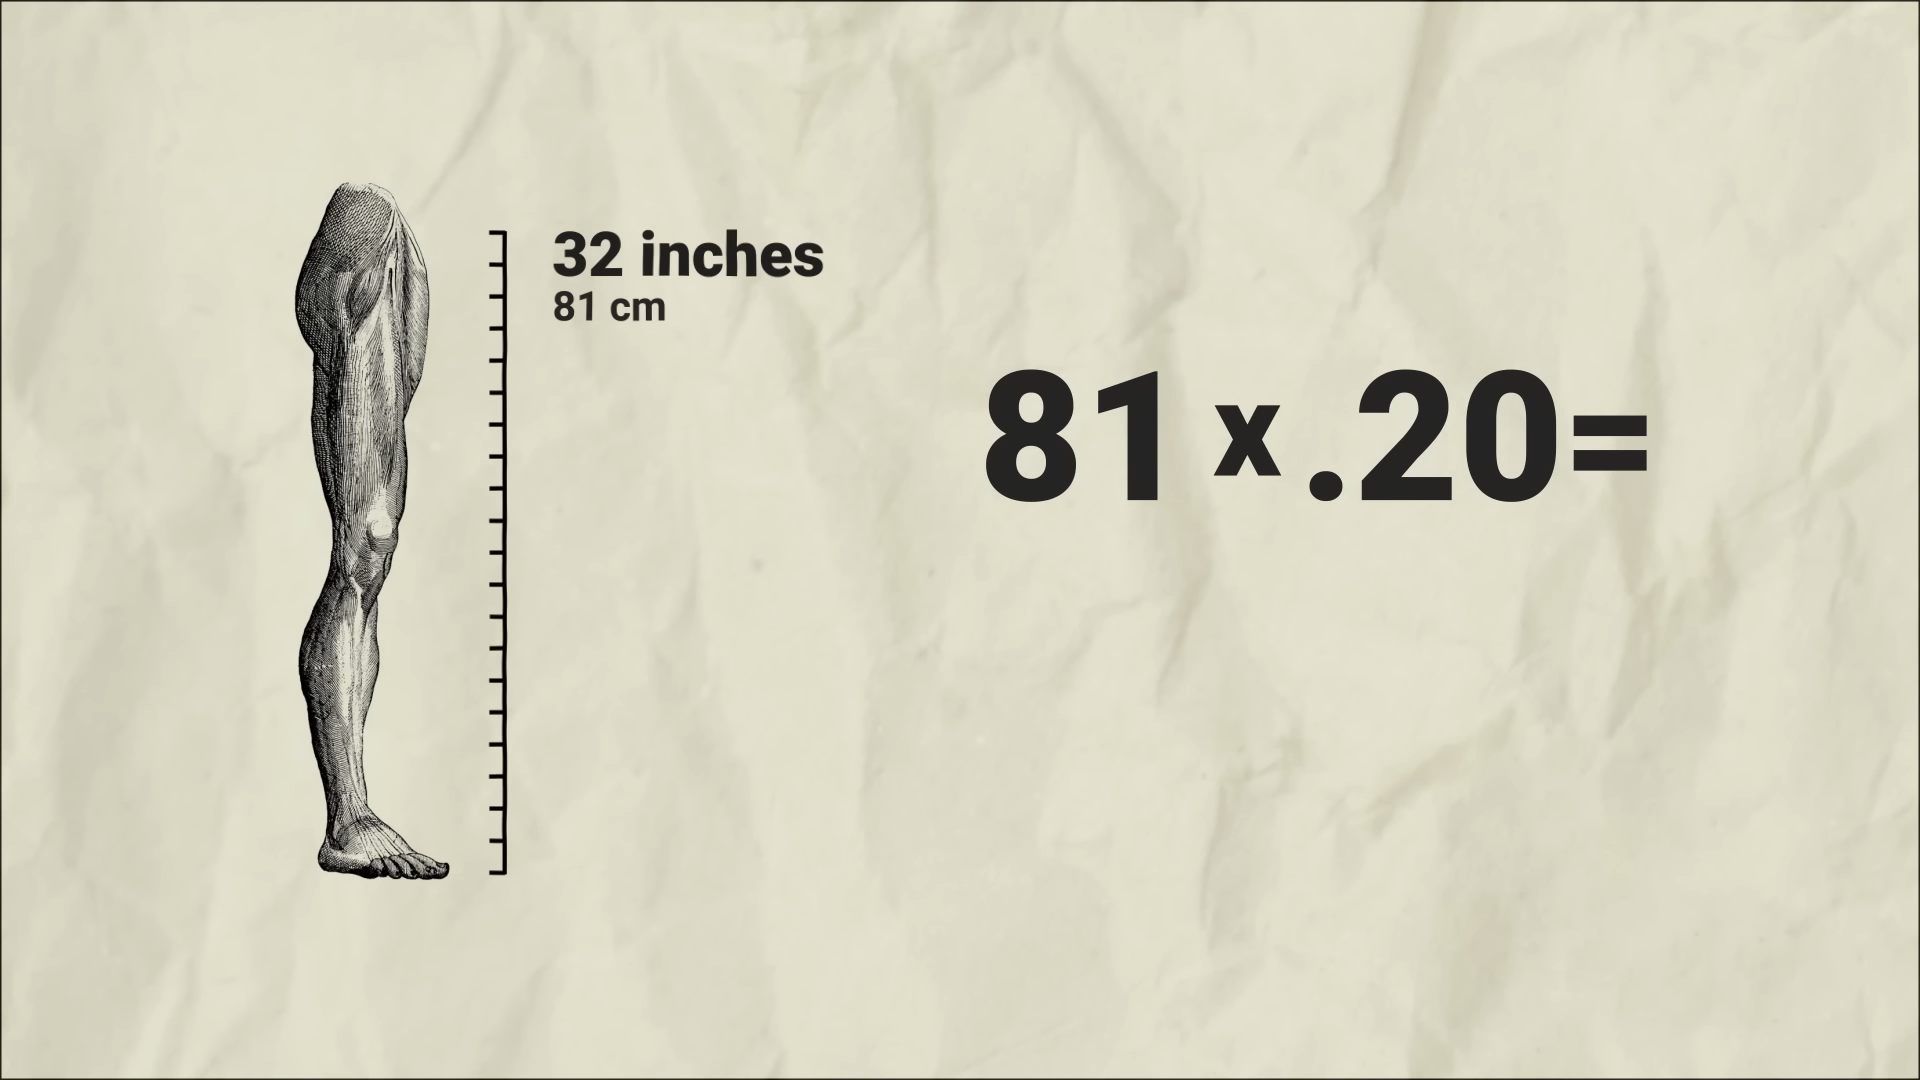 32 inches
81 cm
81 x .20=